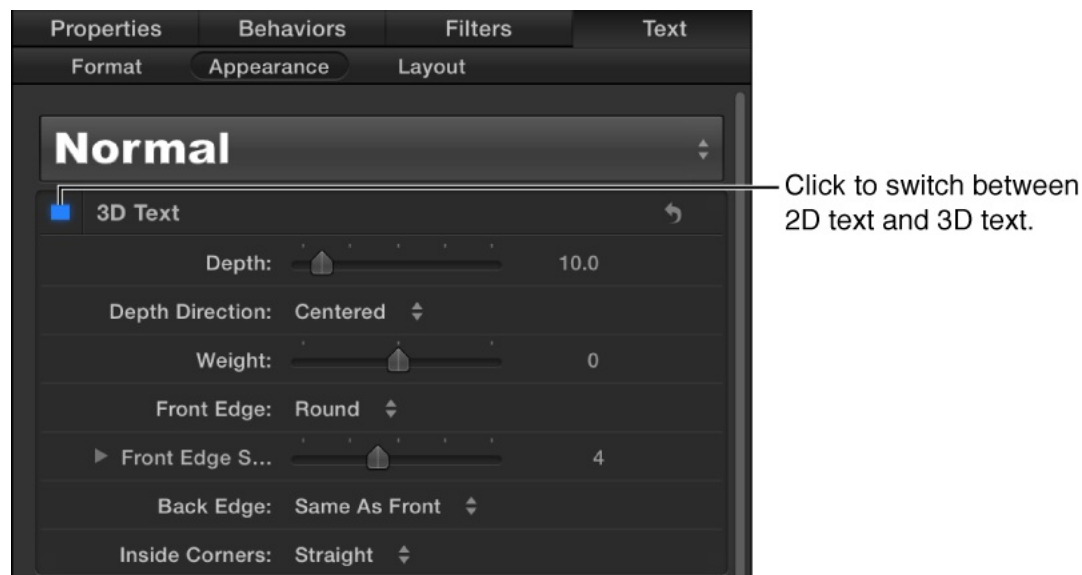 Properties Behaviors Filters Text
Format Appearance Layout
Normal
Click to switch between
2D text and 3D text.
3D Text
Depth: 10.0
Depth Direction: Centered
Weight: 0
Front Edge: Round
Front Edge S... 4
Back Edge: Same As Front
Inside Corners: Straight